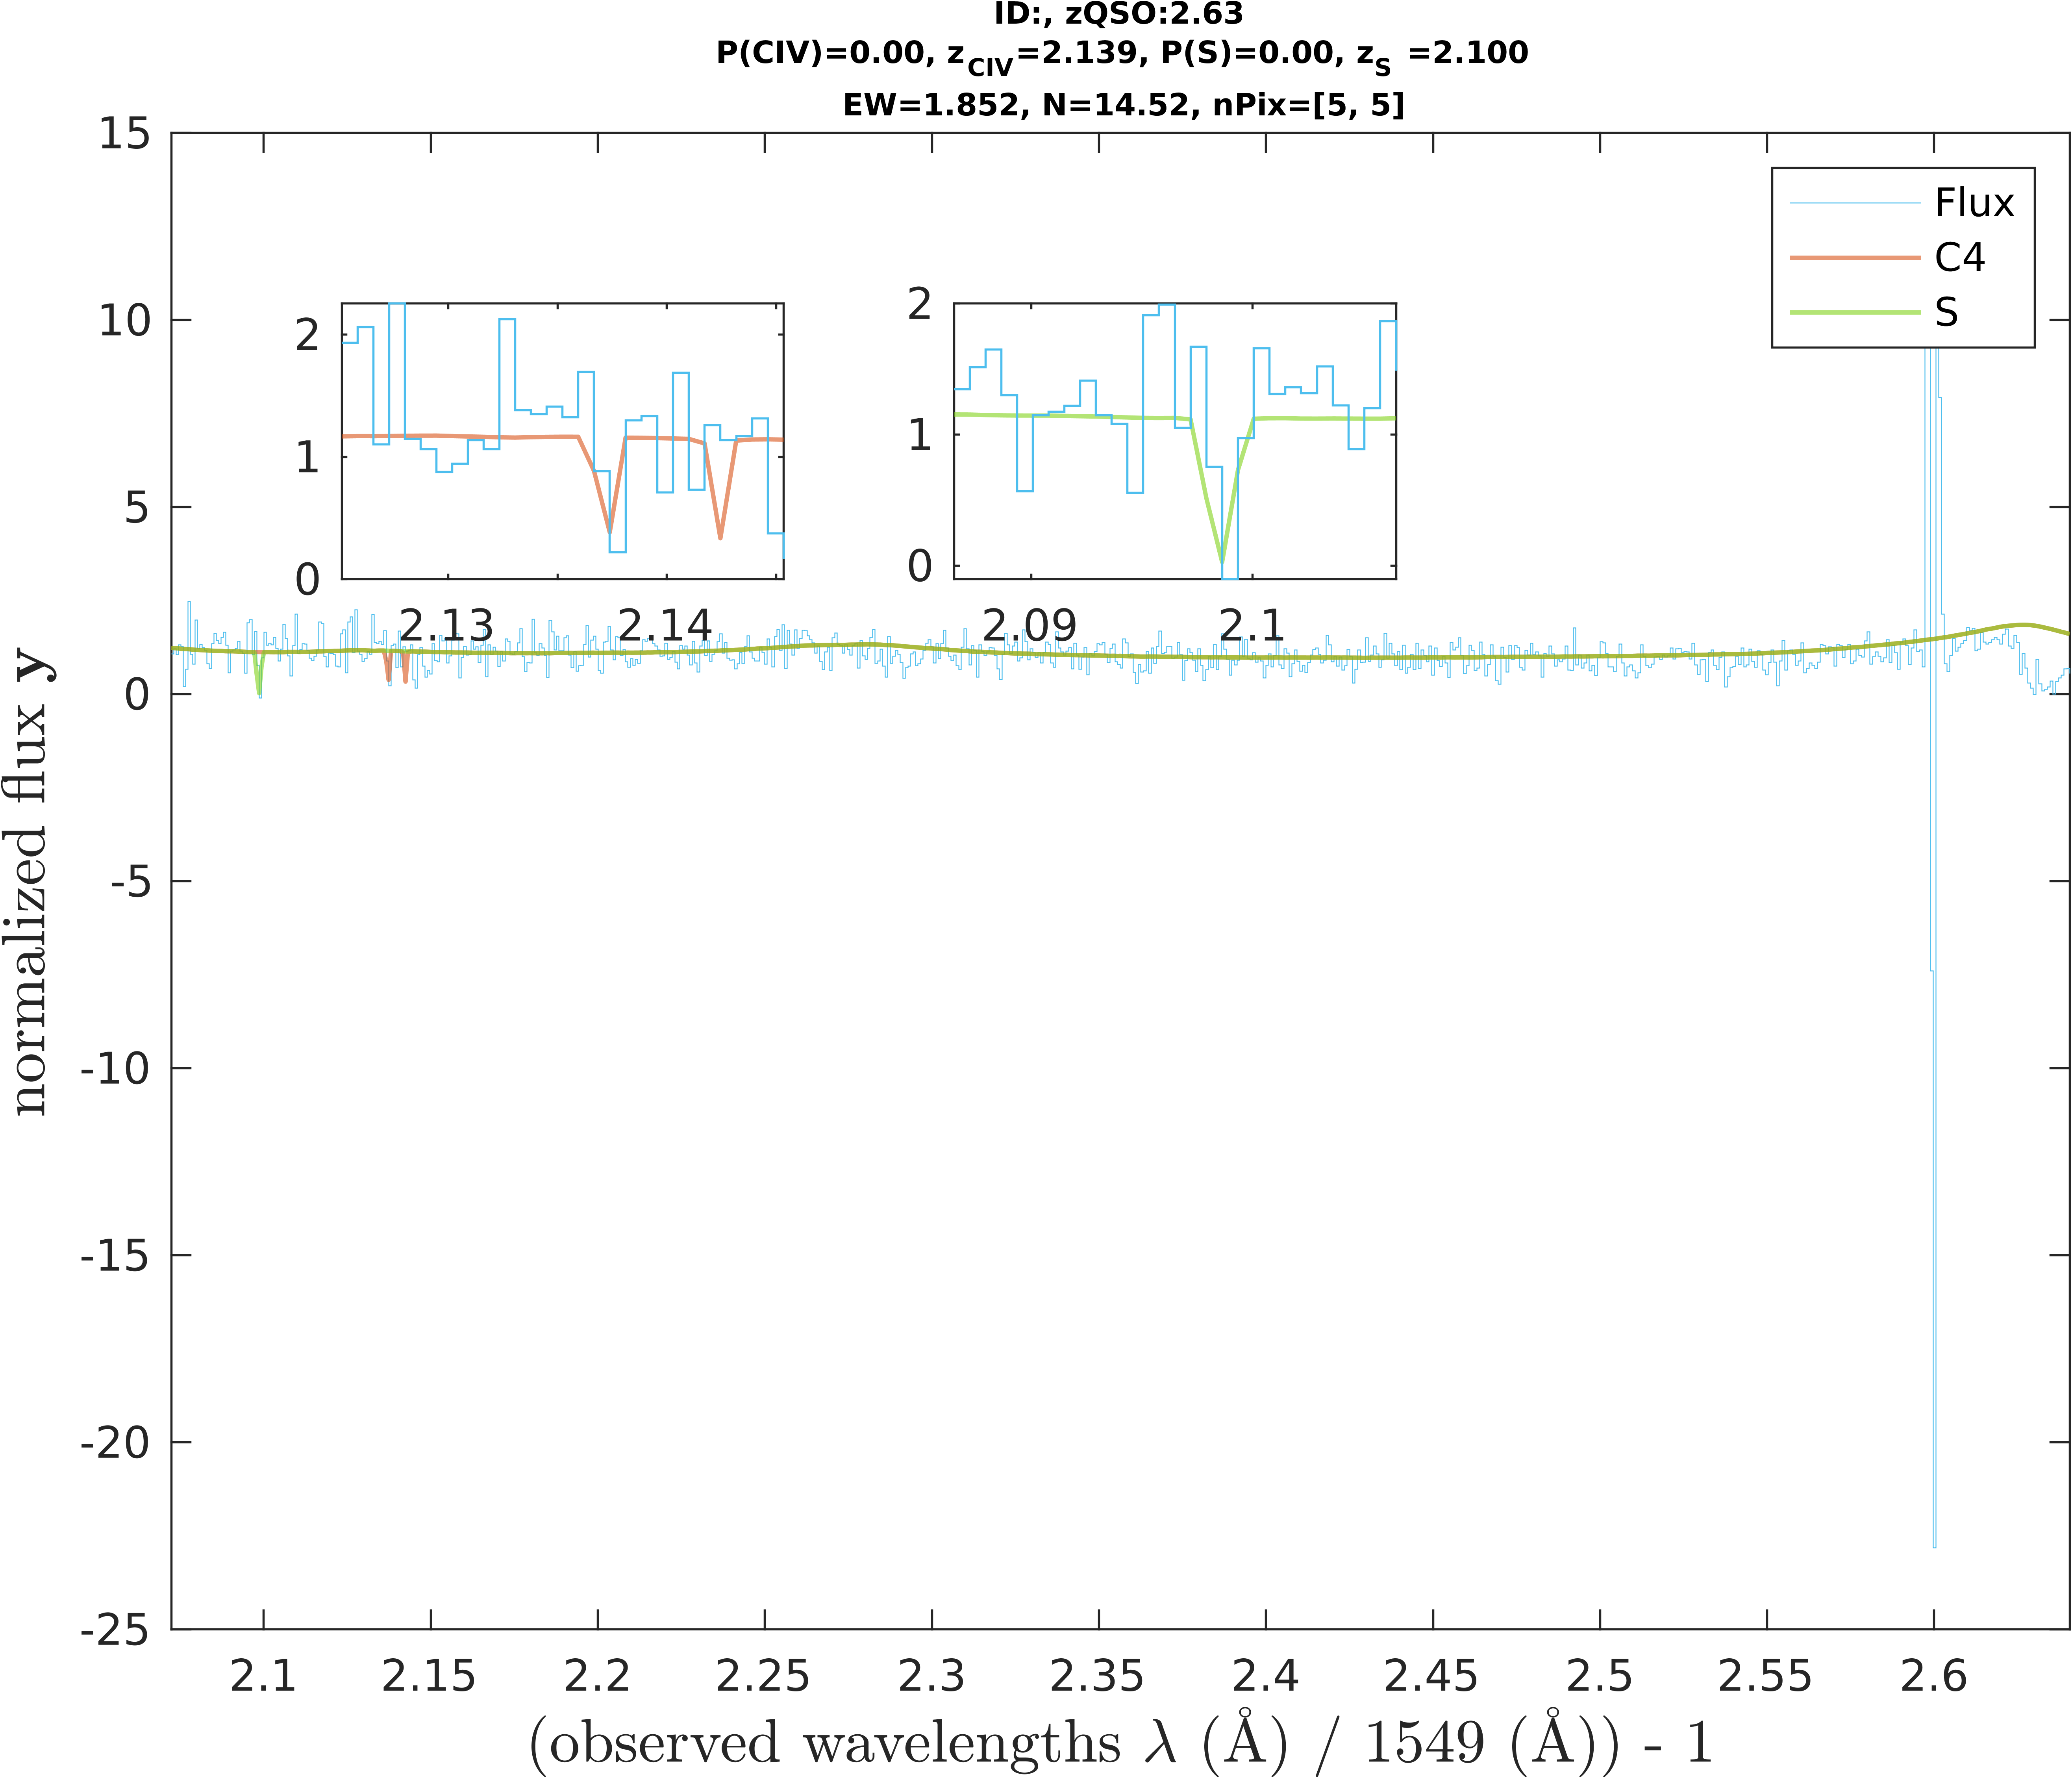 ID:, zQSO:2.63
P(CIV)=0.00, z_CIV=2.139, P(S)=0.00, z_S =2.100
EW=1.852, N=14.52, nPix=[5, 5]
15
10
5
0
-5
-10
-15
-20
-25
normalized flux y
Flux
C4
S
2
1
0
2.13 2.14
2
1
0
2.09 2.1
2.1 2.15 2.2 2.25 2.3 2.35 2.4 2.45 2.5 2.55 2.6
(observed wavelengths λ (Å) / 1549 (Å)) - 1